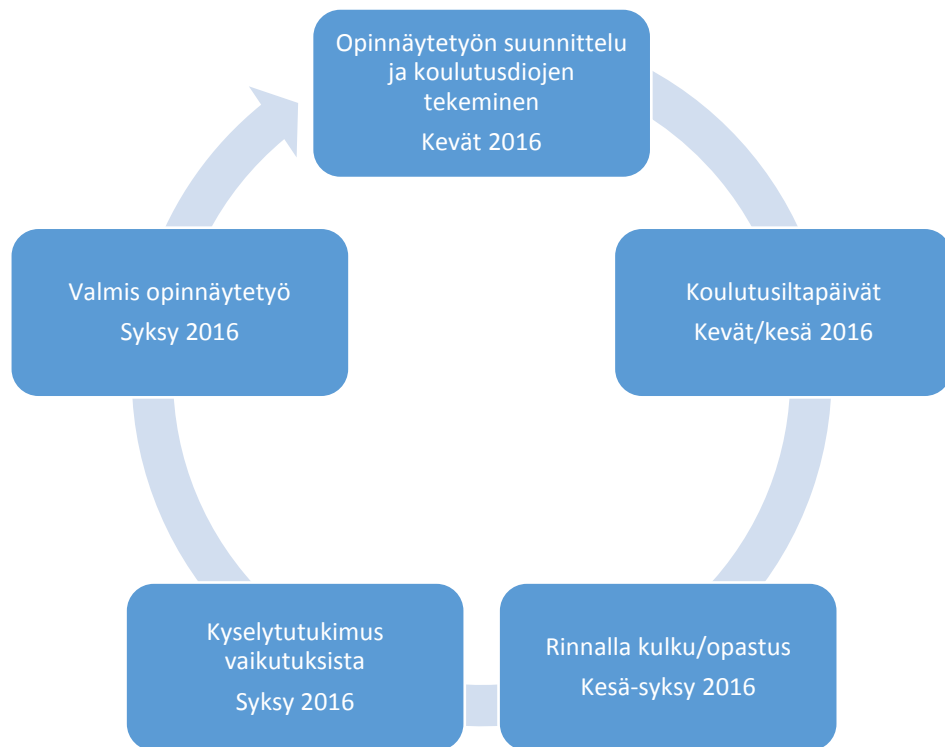 Opinnäytetyön suunnittelu
ja koulutusdiojen
tekeminen
Kevät 2016
Koulutusiltapäivät
Kevät/kesä 2016
Rinnalla kulku/opastus
Kesä-syksy 2016
Kyselytutukimus
vaikutuksista
Syksy 2016
Valmis opinnäytetyö
Syksy 2016